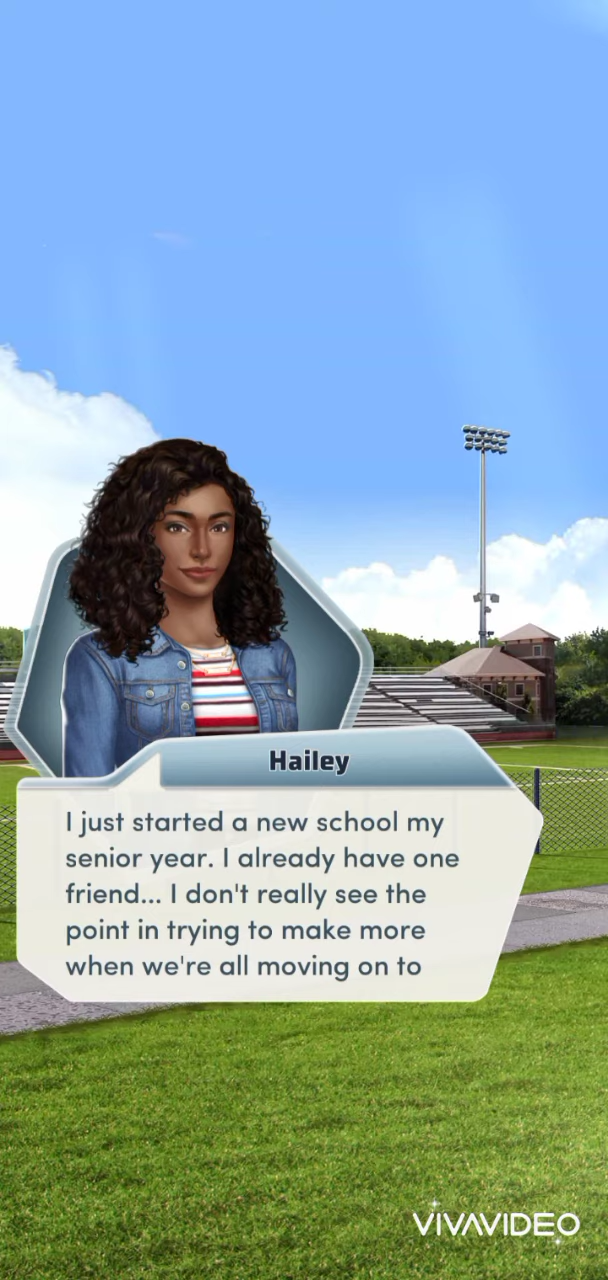 Hailey
I just started a new school my
senior year. I already have one
friend... I don't really see the
point in trying to make more
when we're all moving on to
VIVAVIDEO